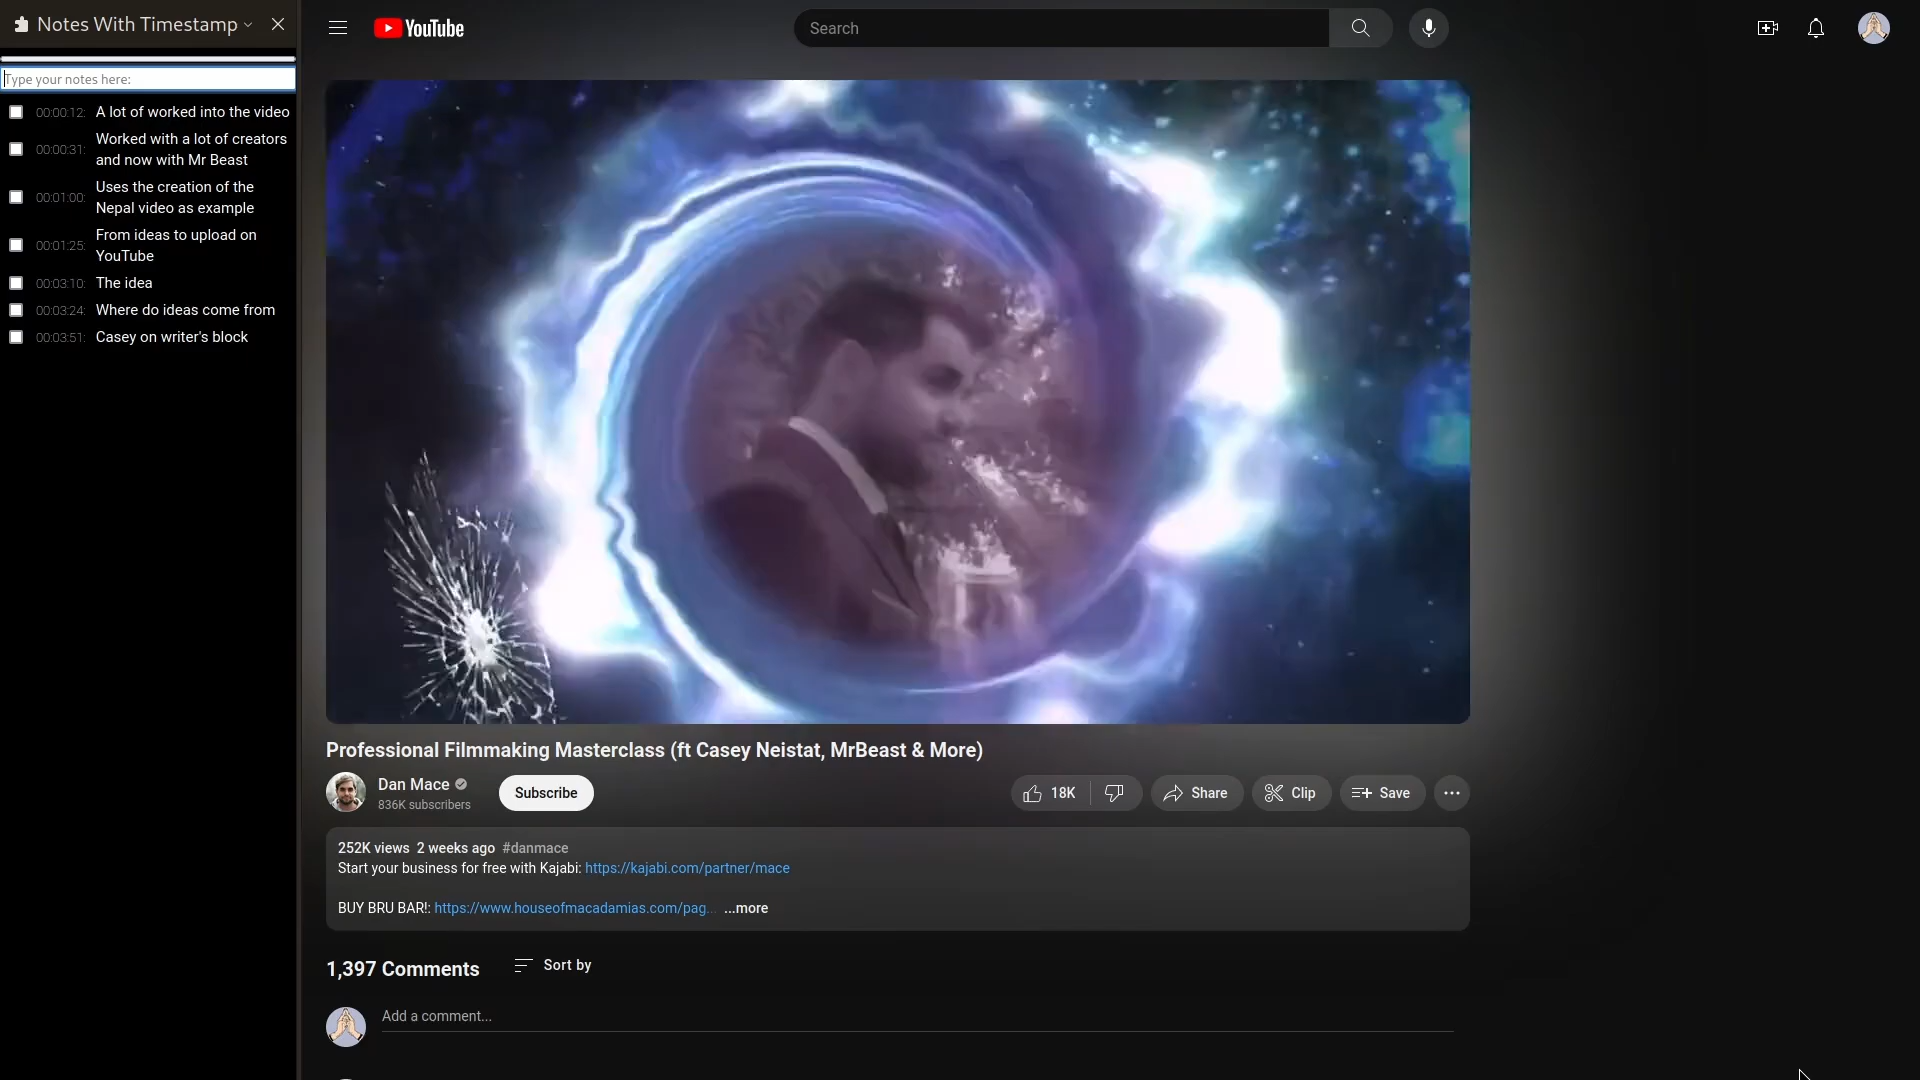 Notes With Timestamp
Type your notes here:
00:00:12: A lot of worked into the video
00:00:31: Worked with a lot of creators
and now with Mr Beast
00:01:00: Uses the creation of the
Nepal video as example
00:01:25: From ideas to upload on
YouTube
00:03:10: The idea
00:03:24: Where do ideas come from
00:03:51: Casey on writer's block
YouTube
Search
Professional Filmmaking Masterclass (ft Casey Neistat, MrBeast & More)
Dan Mace
836K subscribers
Subscribe
18K
Share
Clip
Save
252K views 2 weeks ago #danmace
Start your business for free with Kajabi: https://kajabi.com/partner/mace
BUY BRU BAR!: https://www.houseofmacadamias.com/pag... ...more
1,397 Comments
Sort by
Add a comment...